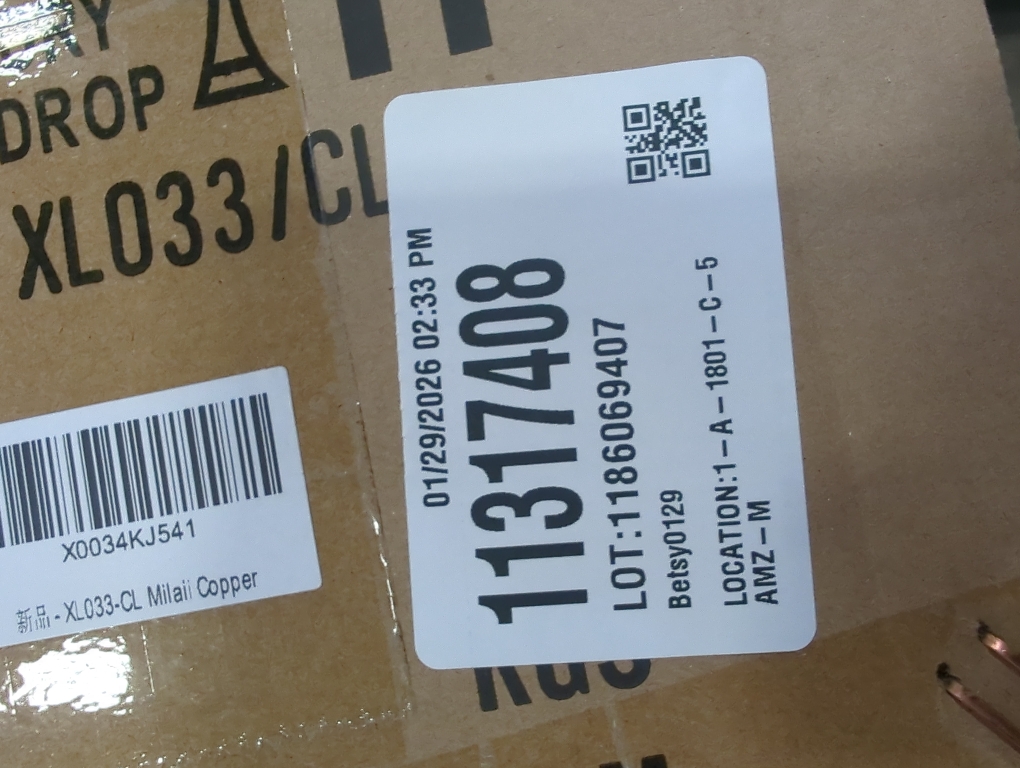 DROP
XL033/CL
01/29/2026 02:33 PM
11317408
LOT:1186069407
Betsy0129
LOCATION:1-A-1801-C-5
AMZ-M
X0034KJ541
新品 - XL033-CL Milaii Copper
KGS